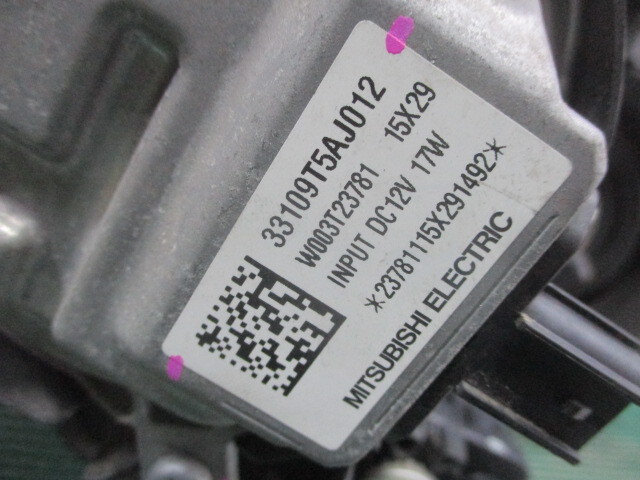 33109T5AJ012
W003T23781 15X29
INPUT DC12V 17W
*23781115X291492*
MITSUBISHI ELECTRIC